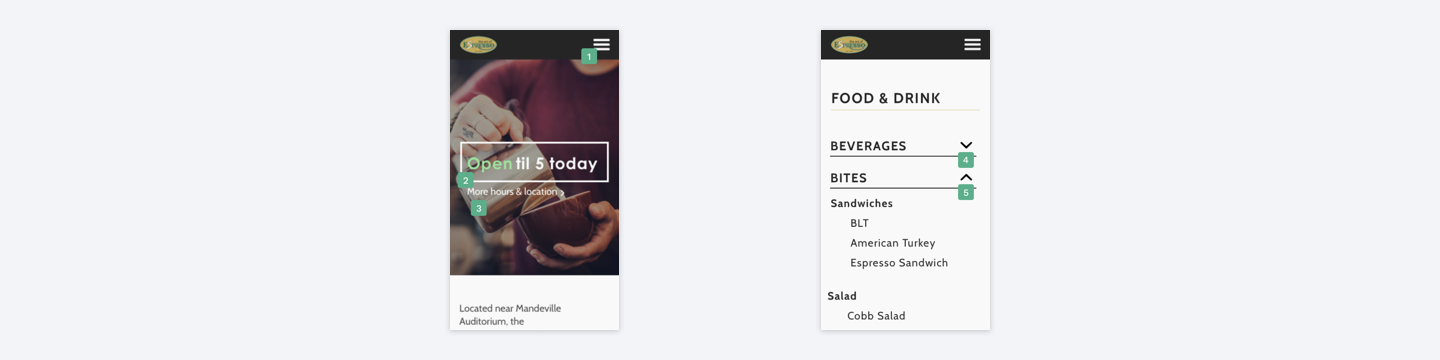 ESPRESSO
1
Open til 5 today
2
More hours & location
3
Located near Mandeville
Auditorium, the
ESPRESSO
FOOD & DRINK
BEVERAGES
4
BITES
5
Sandwiches
BLT
American Turkey
Espresso Sandwich
Salad
Cobb Salad